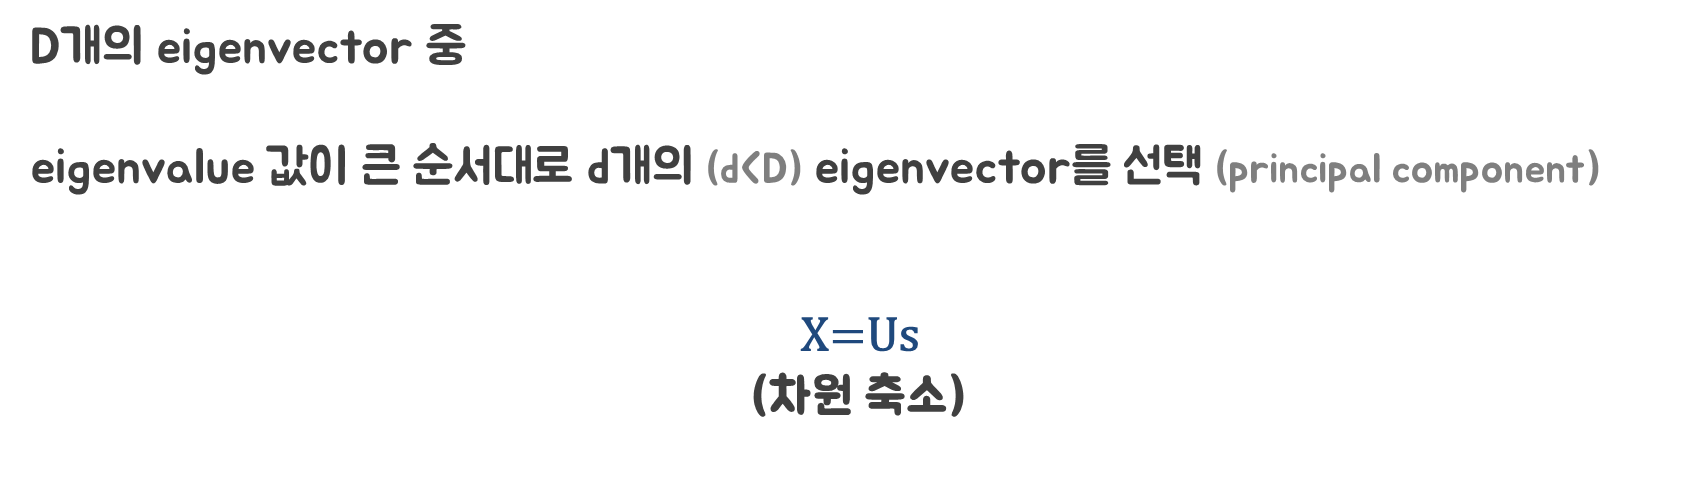 D개의 eigenvector 중
eigenvalue 값이 큰 순서대로 d개의 (d<D) eigenvector를 선택 (principal component)
X=Us
(차원 축소)